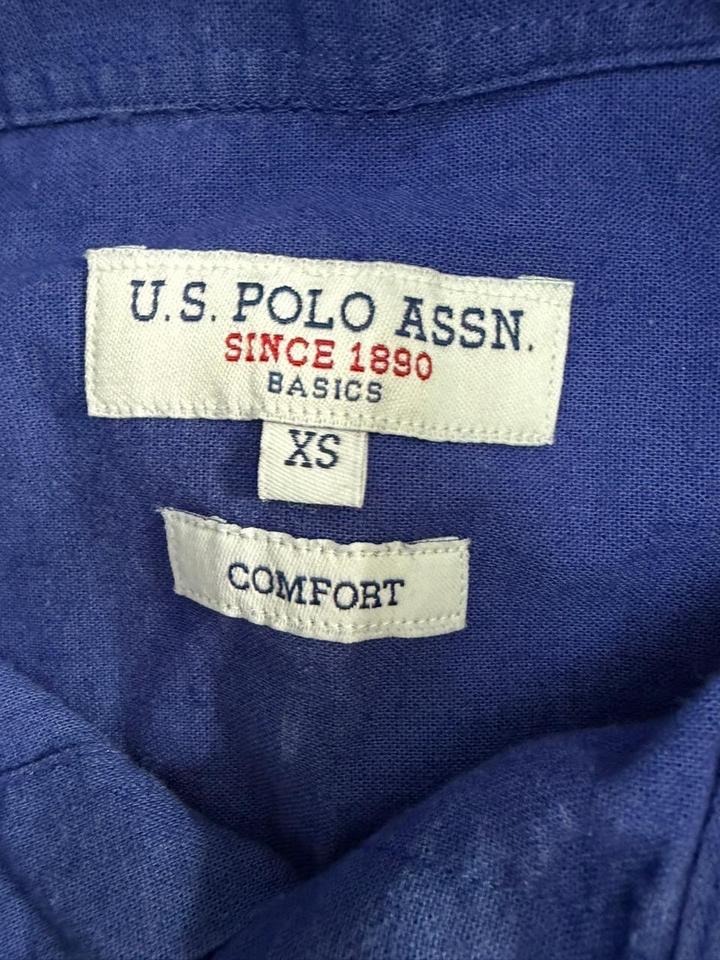 U.S. POLO ASSN.
SINCE 1890
BASICS
XS
COMFORT